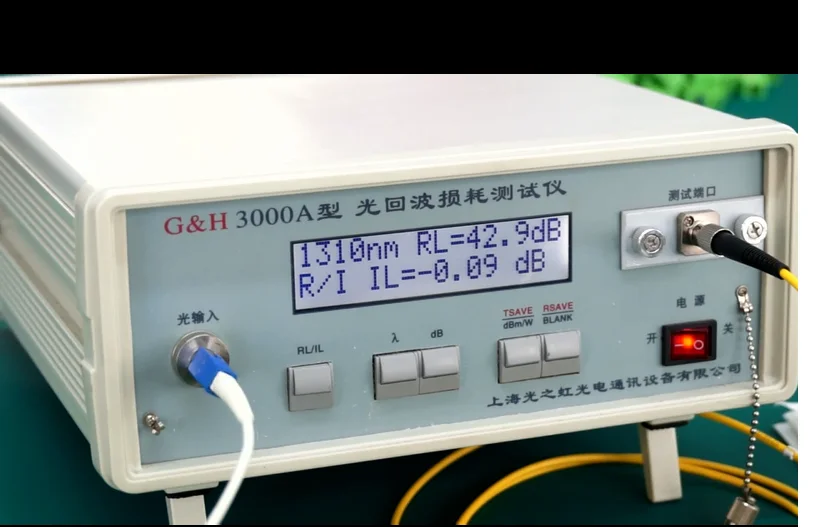 G&H 3000A型 光回波损耗测试仪
测试端口
1310nm RL=42.9dB
R/I IL=-0.09 dB
光输入
RL/IL
λ
dB
TSAVE
dBm/W
RSAVE
BLANK
电源
开
关
上海光之虹光电通讯设备有限公司